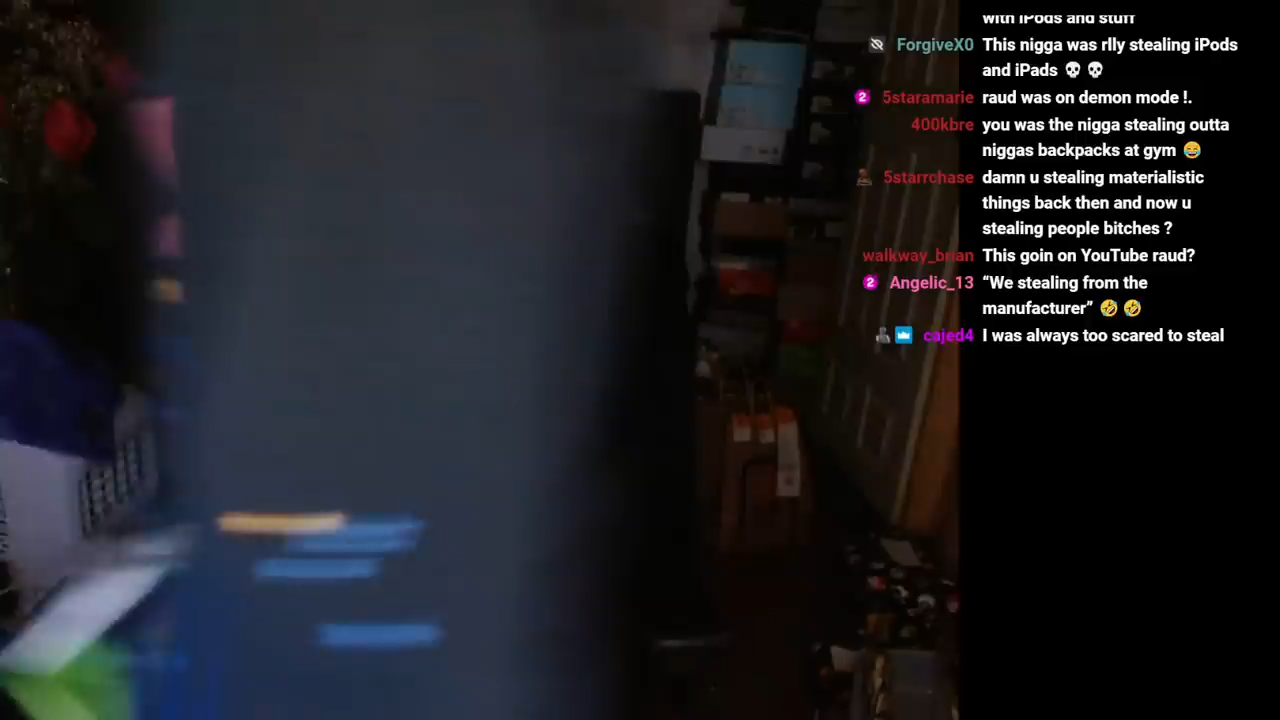 with iPods and stuff
ForgiveX0 This nigga was rlly stealing iPods
and iPads 💀 💀
2 5staramarie raud was on demon mode !.
400kbre you was the nigga stealing outta
niggas backpacks at gym 😂
5starrchase damn u stealing materialistic
things back then and now u
stealing people bitches ?
walkway_brian This goin on YouTube raud?
2 Angelic_13 “We stealing from the
manufacturer” 🤣 🤣
cajed4 I was always too scared to steal